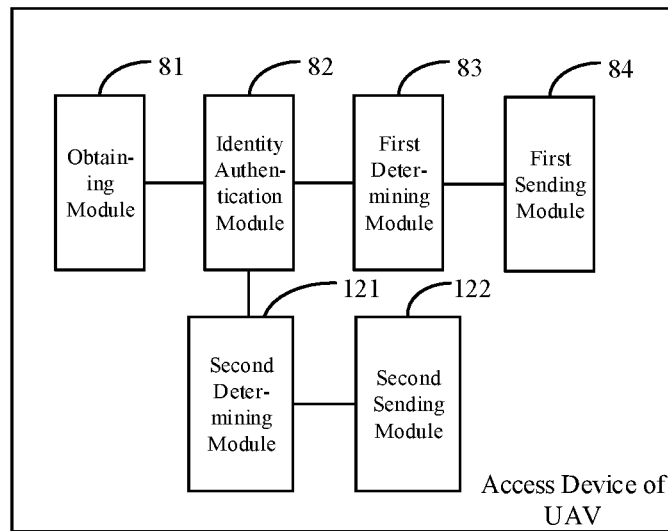 81
82
83
84
Obtain-
ing
Module
Identity
Authen-
tication
Module
First
Deter-
mining
Module
First
Sending
Module
121
122
Second
Deter-
mining
Module
Second
Sending
Module
Access Device of
UAV